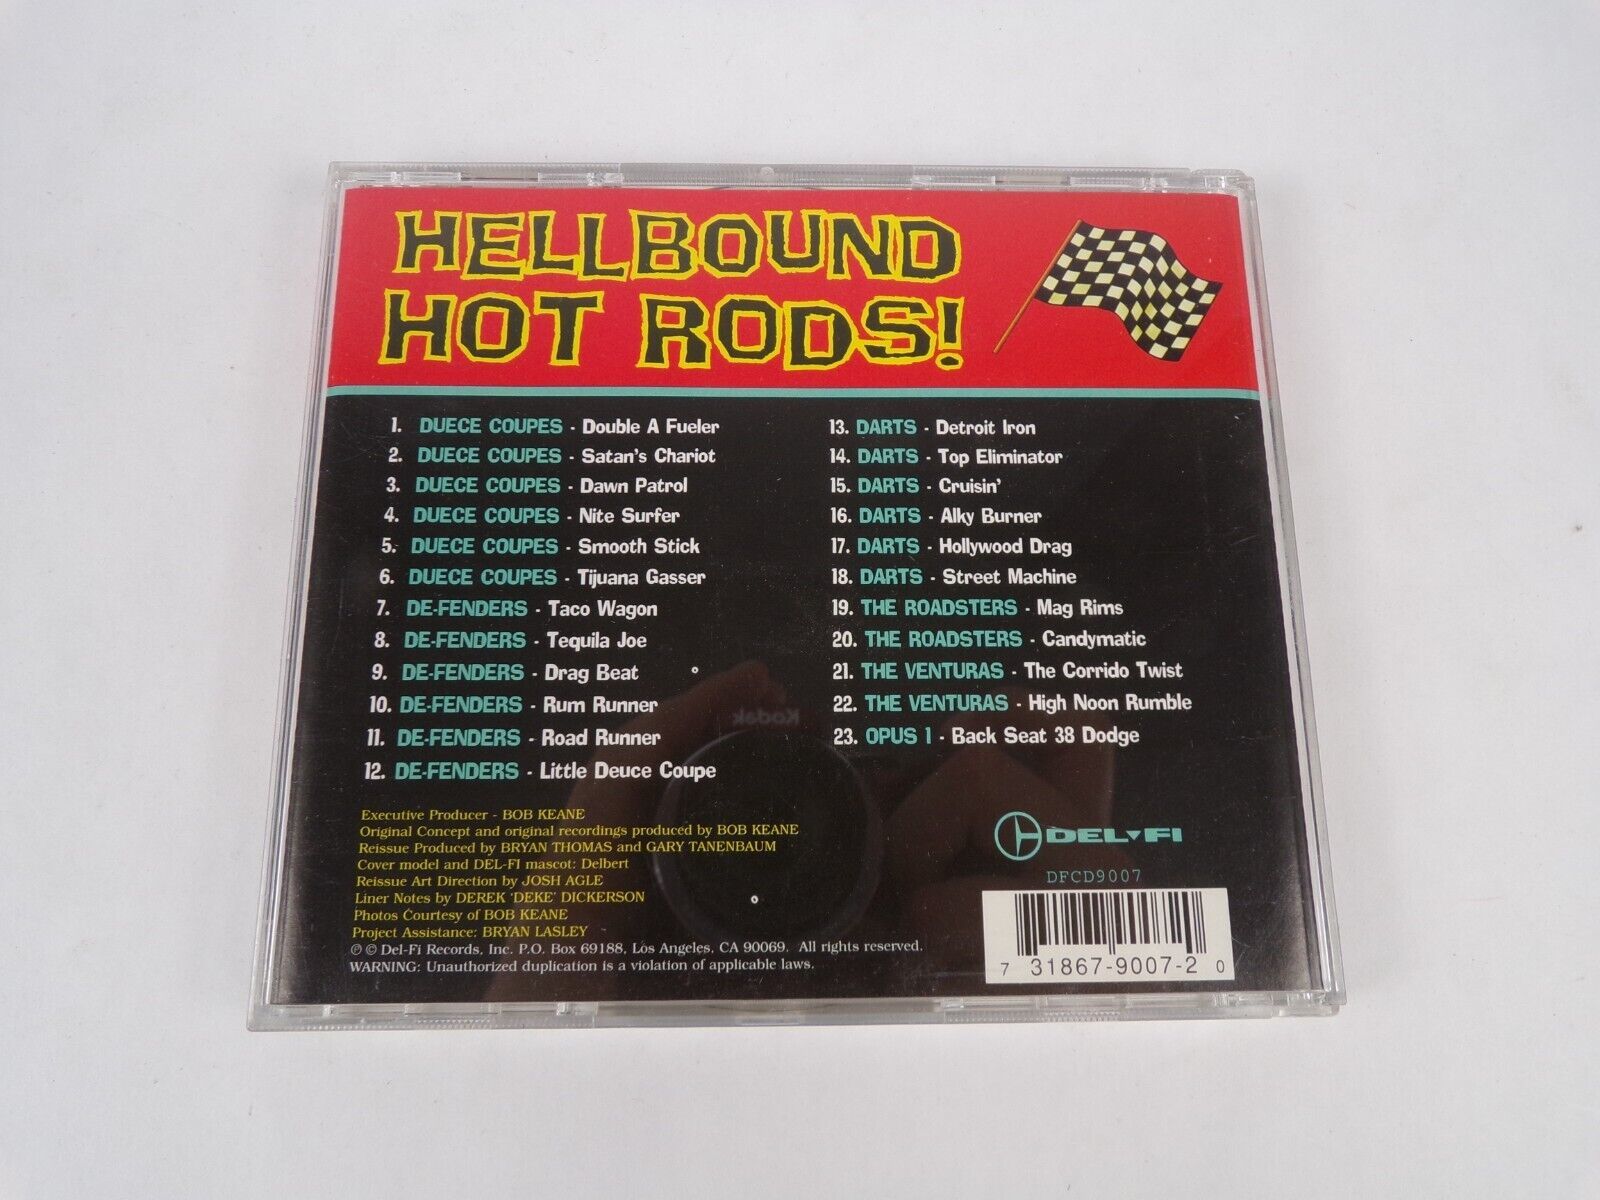 HELLBOUND
HOT RODS!
1. DUECE COUPES - Double A Fueler
2. DUECE COUPES - Satan's Chariot
3. DUECE COUPES - Dawn Patrol
4. DUECE COUPES - Nite Surfer
5. DUECE COUPES - Smooth Stick
6. DUECE COUPES - Tijuana Gasser
7. DE-FENDERS - Taco Wagon
8. DE-FENDERS - Tequila Joe
9. DE-FENDERS - Drag Beat
10. DE-FENDERS - Rum Runner
11. DE-FENDERS - Road Runner
12. DE-FENDERS - Little Deuce Coupe
13. DARTS - Detroit Iron
14. DARTS - Top Eliminator
15. DARTS - Cruisin'
16. DARTS - Alky Burner
17. DARTS - Hollywood Drag
18. DARTS - Street Machine
19. THE ROADSTERS - Mag Rims
20. THE ROADSTERS - Candymatic
21. THE VENTURAS - The Corrido Twist
22. THE VENTURAS - High Noon Rumble
23. OPUS 1 - Back Seat 38 Dodge
Executive Producer - BOB KEANE
Original Concept and original recordings produced by BOB KEANE
Reissue Produced by BRYAN THOMAS and GARY TANENBAUM
Cover model and DEL-FI mascot: Delbert
Reissue Art Direction by JOSH AGLE
Liner Notes by DEREK 'DEKE' DICKERSON
Photos Courtesy of BOB KEANE
Project Assistance: BRYAN LASLEY
℗ © Del-Fi Records, Inc. P.O. Box 69188, Los Angeles, CA 90069. All rights reserved.
WARNING: Unauthorized duplication is a violation of applicable laws.
Kodak
DEL-FI
DFCD9007
7 31867-9007-2 0